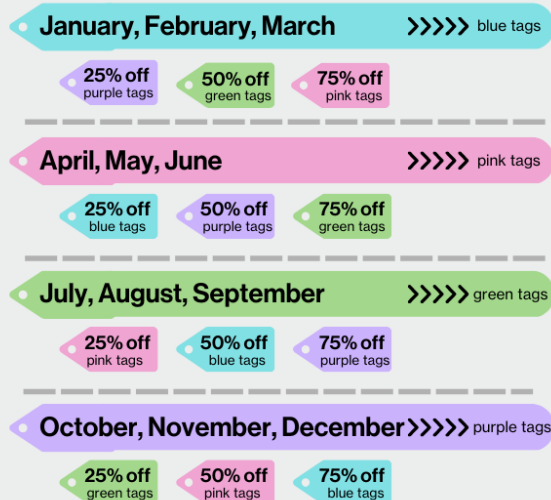 January, February, March >>>>> blue tags
25% off
purple tags
50% off
green tags
75% off
pink tags
April, May, June >>>>> pink tags
25% off
blue tags
50% off
purple tags
75% off
green tags
July, August, September >>>>> green tags
25% off
pink tags
50% off
blue tags
75% off
purple tags
October, November, December >>>>> purple tags
25% off
green tags
50% off
pink tags
75% off
blue tags